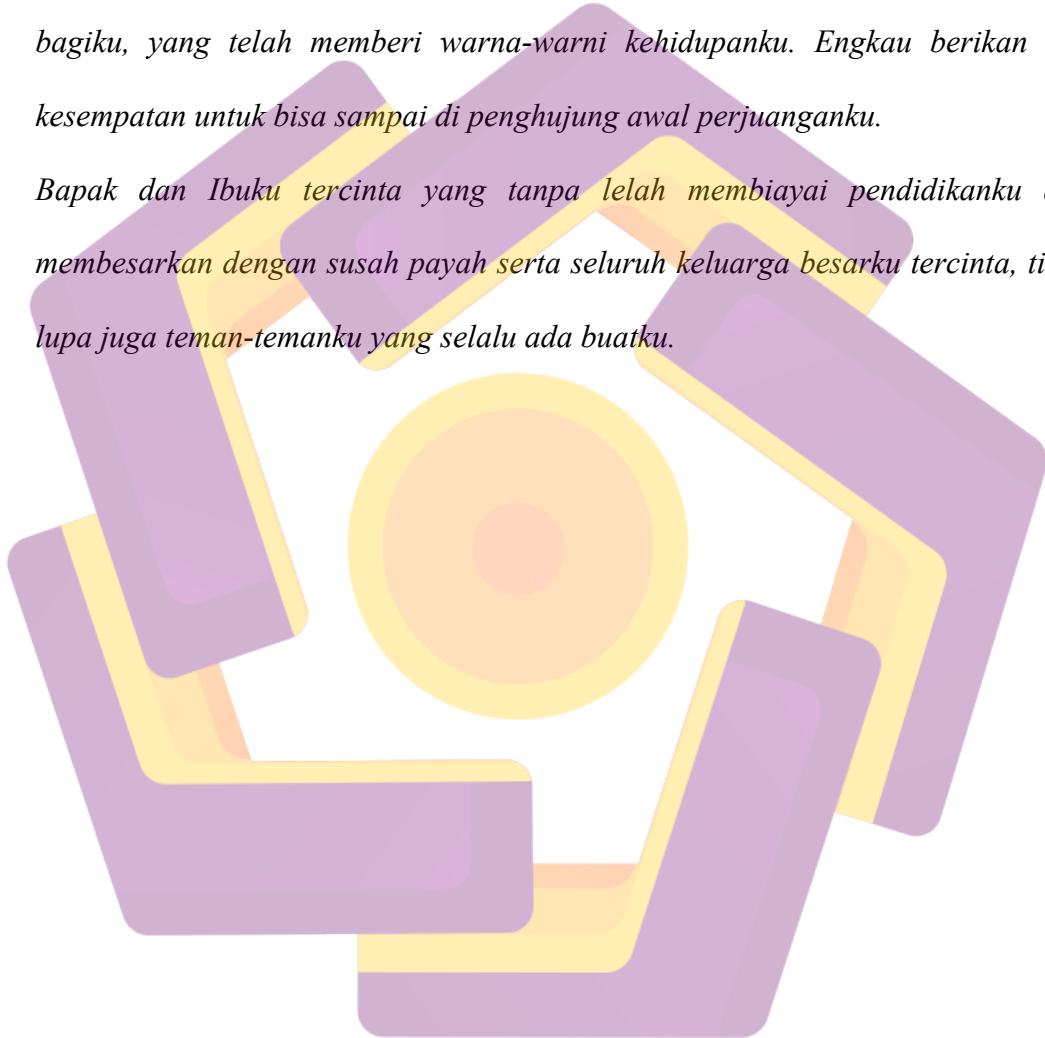 bagiku, yang telah memberi warna-warni kehidupanku. Engkau berikan
kesempatan untuk bisa sampai di penghujung awal perjuanganku.
Bapak dan Ibuku tercinta yang tanpa lelah membiayai pendidikanku
membesarkan dengan susah payah serta seluruh keluarga besarku tercinta,
lupa juga teman-temanku yang selalu ada buatku.